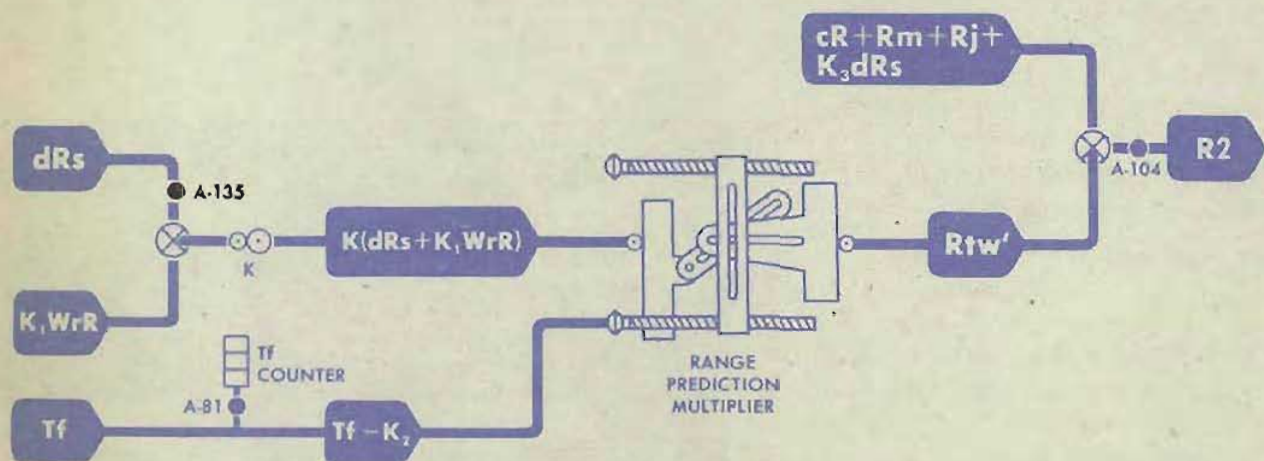 cR+Rm+Rj+
K₃dRs
dRs
A-135
A-104
R2
K
K(dRs+K₁WrR)
Rtw'
K₁WrR
Tf
COUNTER
RANGE
PREDICTION
MULTIPLIER
A-81
Tf
Tf-K₂